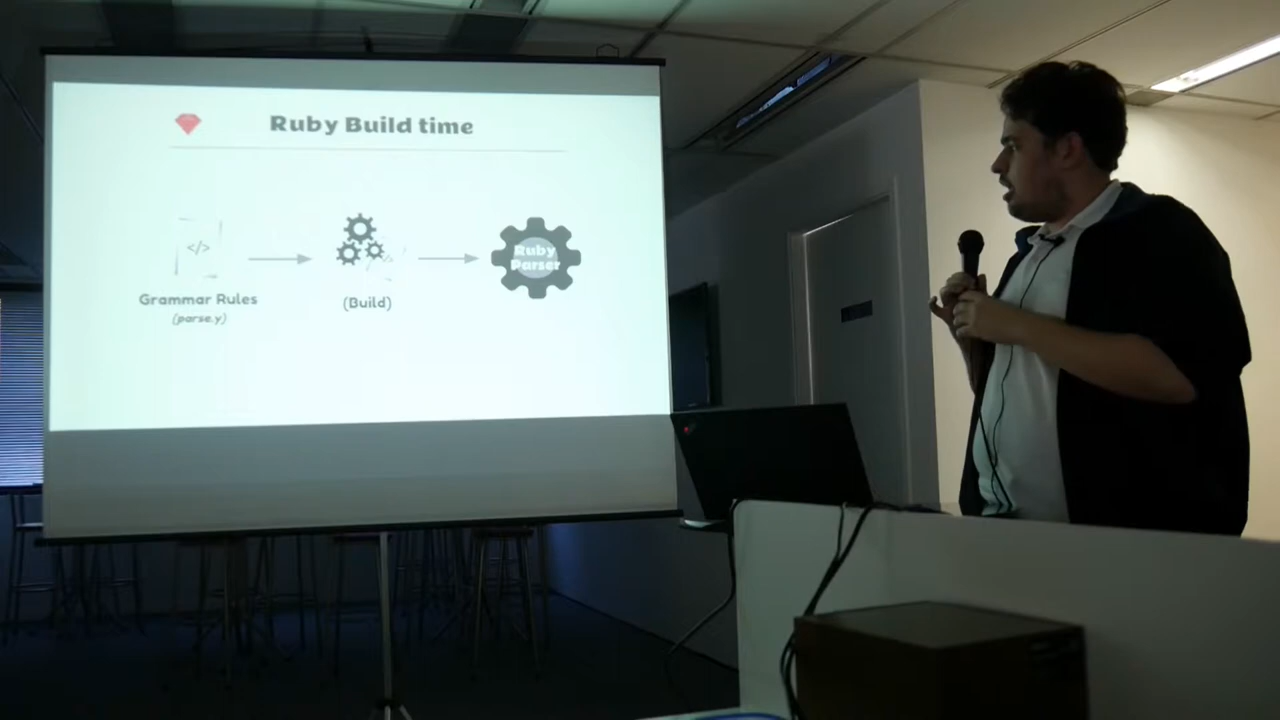 Ruby Build time
</>
Grammar Rules
(parse.y)
(Build)
Ruby
Parser